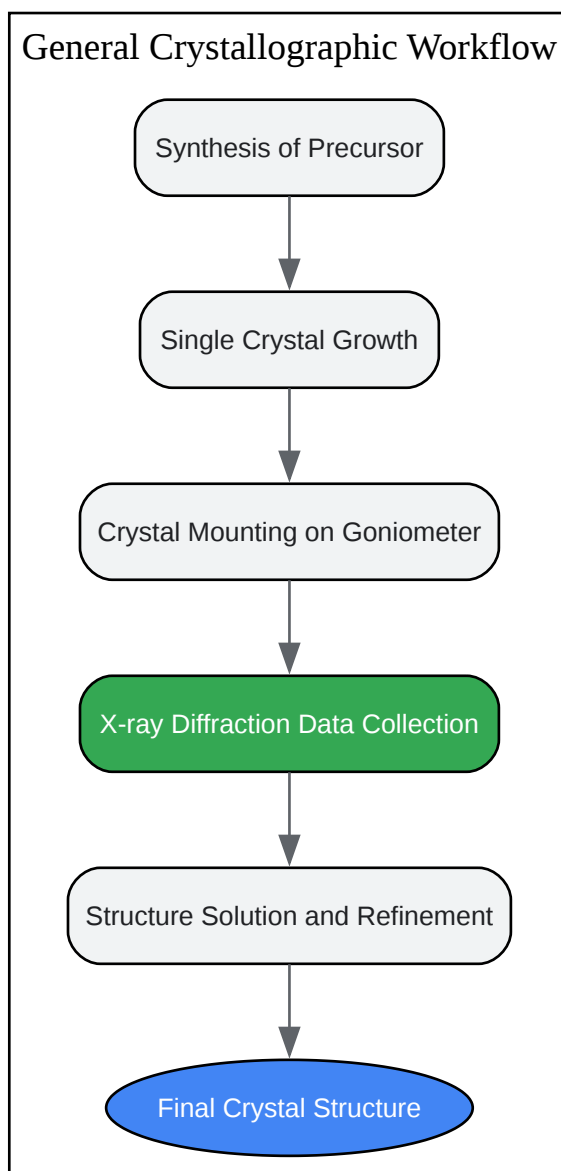 General Crystallographic Workflow
Synthesis of Precursor
Single Crystal Growth
Crystal Mounting on Goniometer
X-ray Diffraction Data Collection
Structure Solution and Refinement
Final Crystal Structure